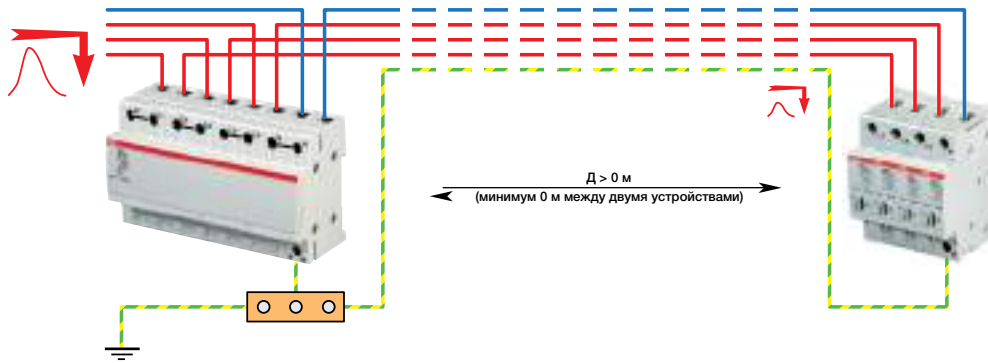 Д > 0 м
(минимум 0 м между двумя устройствами)